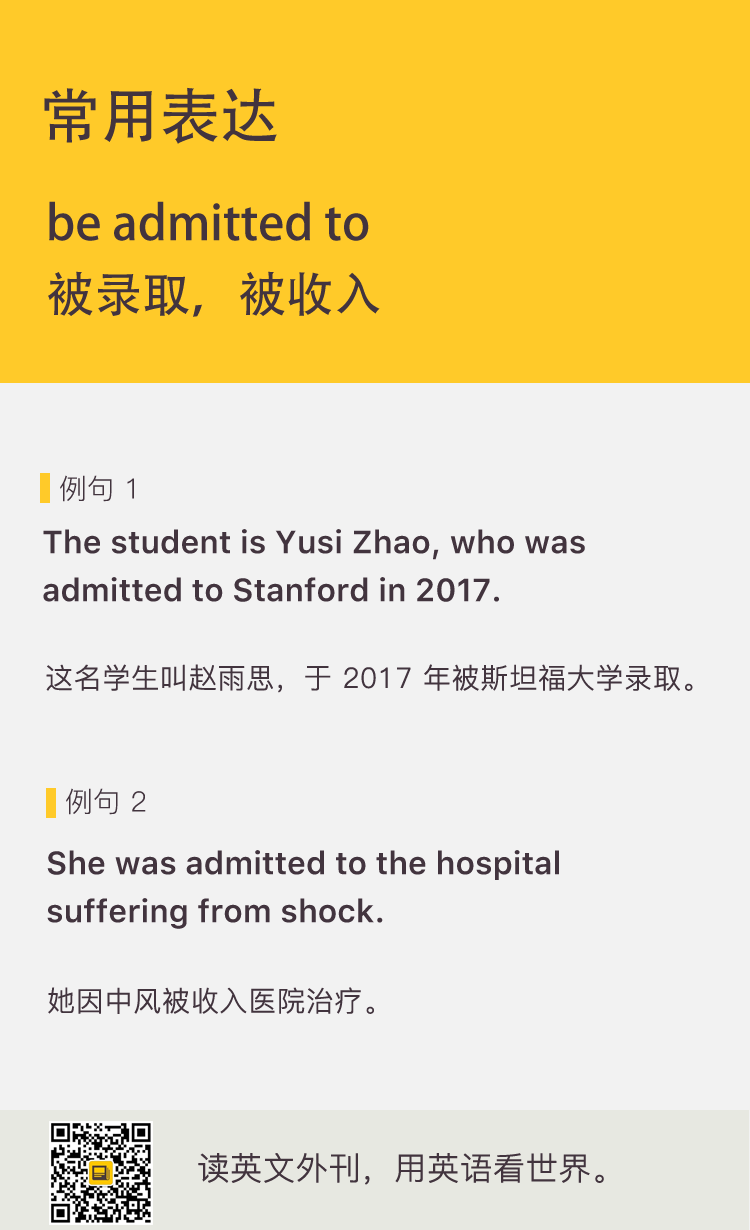 常用表达
be admitted to
被录取，被收入
例句 1
The student is Yusi Zhao, who was
admitted to Stanford in 2017.
这名学生叫赵雨思，于 2017 年被斯坦福大学录取。
例句 2
She was admitted to the hospital
suffering from shock.
她因中风被收入医院治疗。
读英文外刊，用英语看世界。